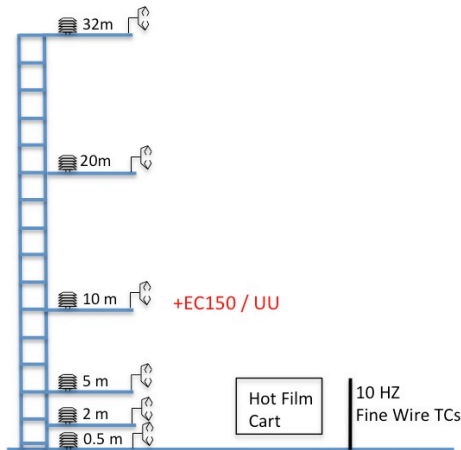 32m
20m
10 m
+EC150 / UU
5 m
2 m
0.5 m
Hot Film
Cart
10 HZ
Fine Wire TCs